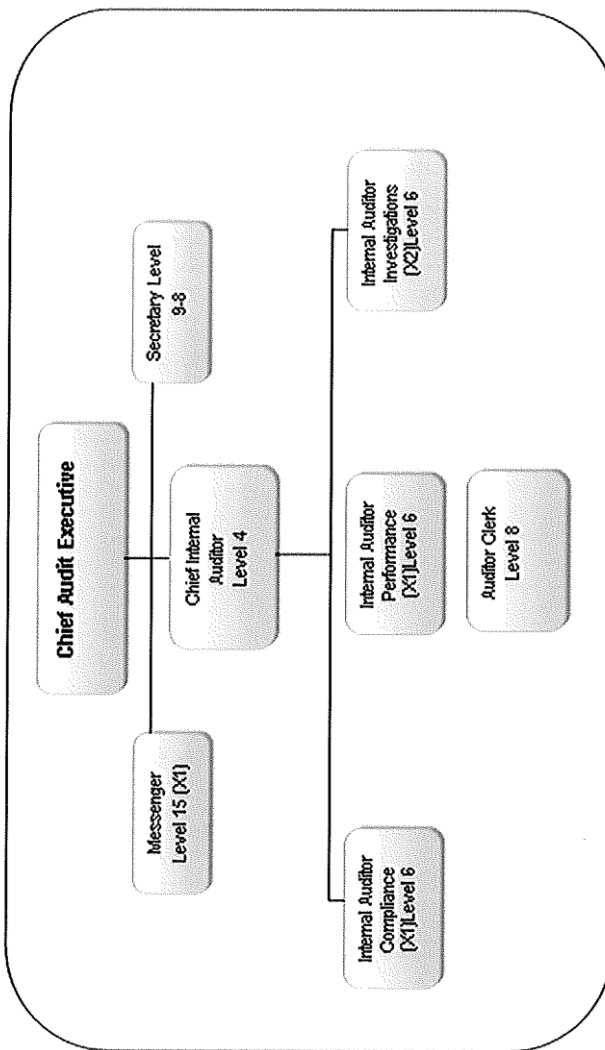 Chief Audit Executive
Messenger
Level 15 (X1)
Secretary Level
9-8
Chief Internal
Auditor
Level 4
Internal Auditor
Compliance
(X1)Level 6
Internal Auditor
Performance
(X1)Level 6
Internal Auditor
Investigations
(X2)Level 6
Auditor Clerk
Level 8